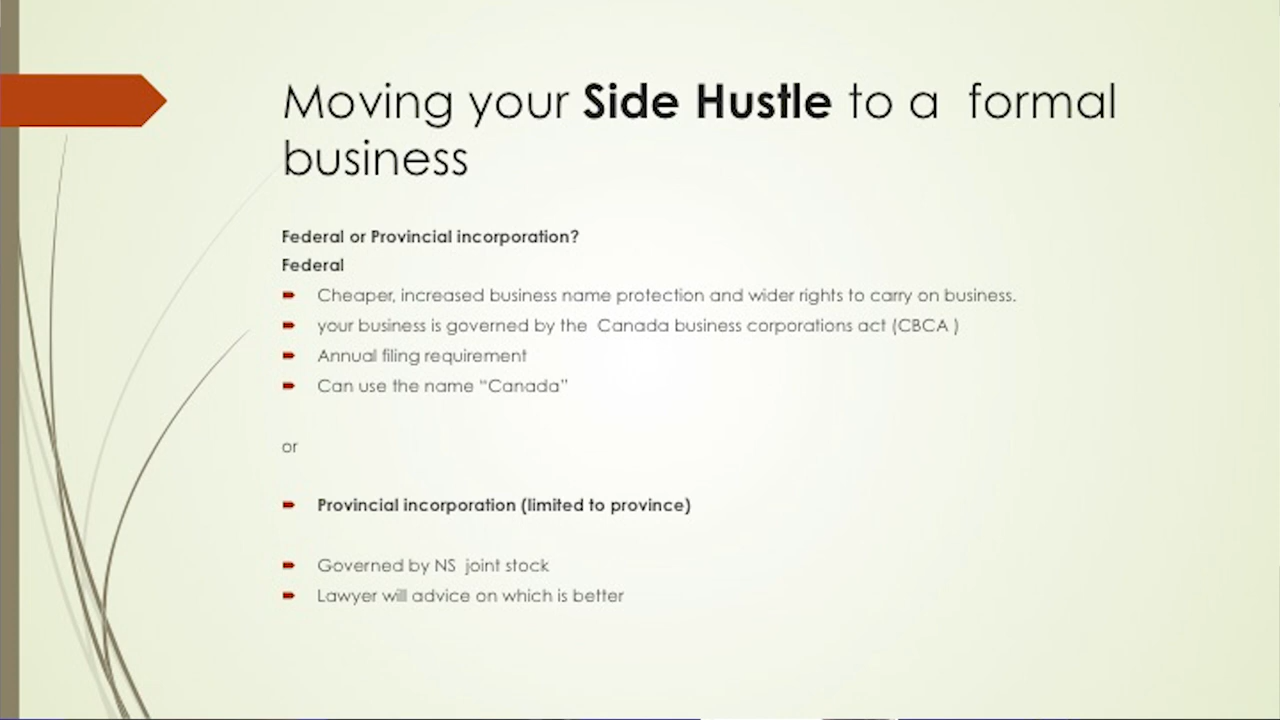 Moving your Side Hustle to a  formal
business
Federal or Provincial incorporation?
Federal
Cheaper, increased business name protection and wider rights to carry on business.
your business is governed by the  Canada business corporations act (CBCA )
Annual filing requirement
Can use the name “Canada”
or
Provincial incorporation (limited to province)
Governed by NS  joint stock
Lawyer will advice on which is better